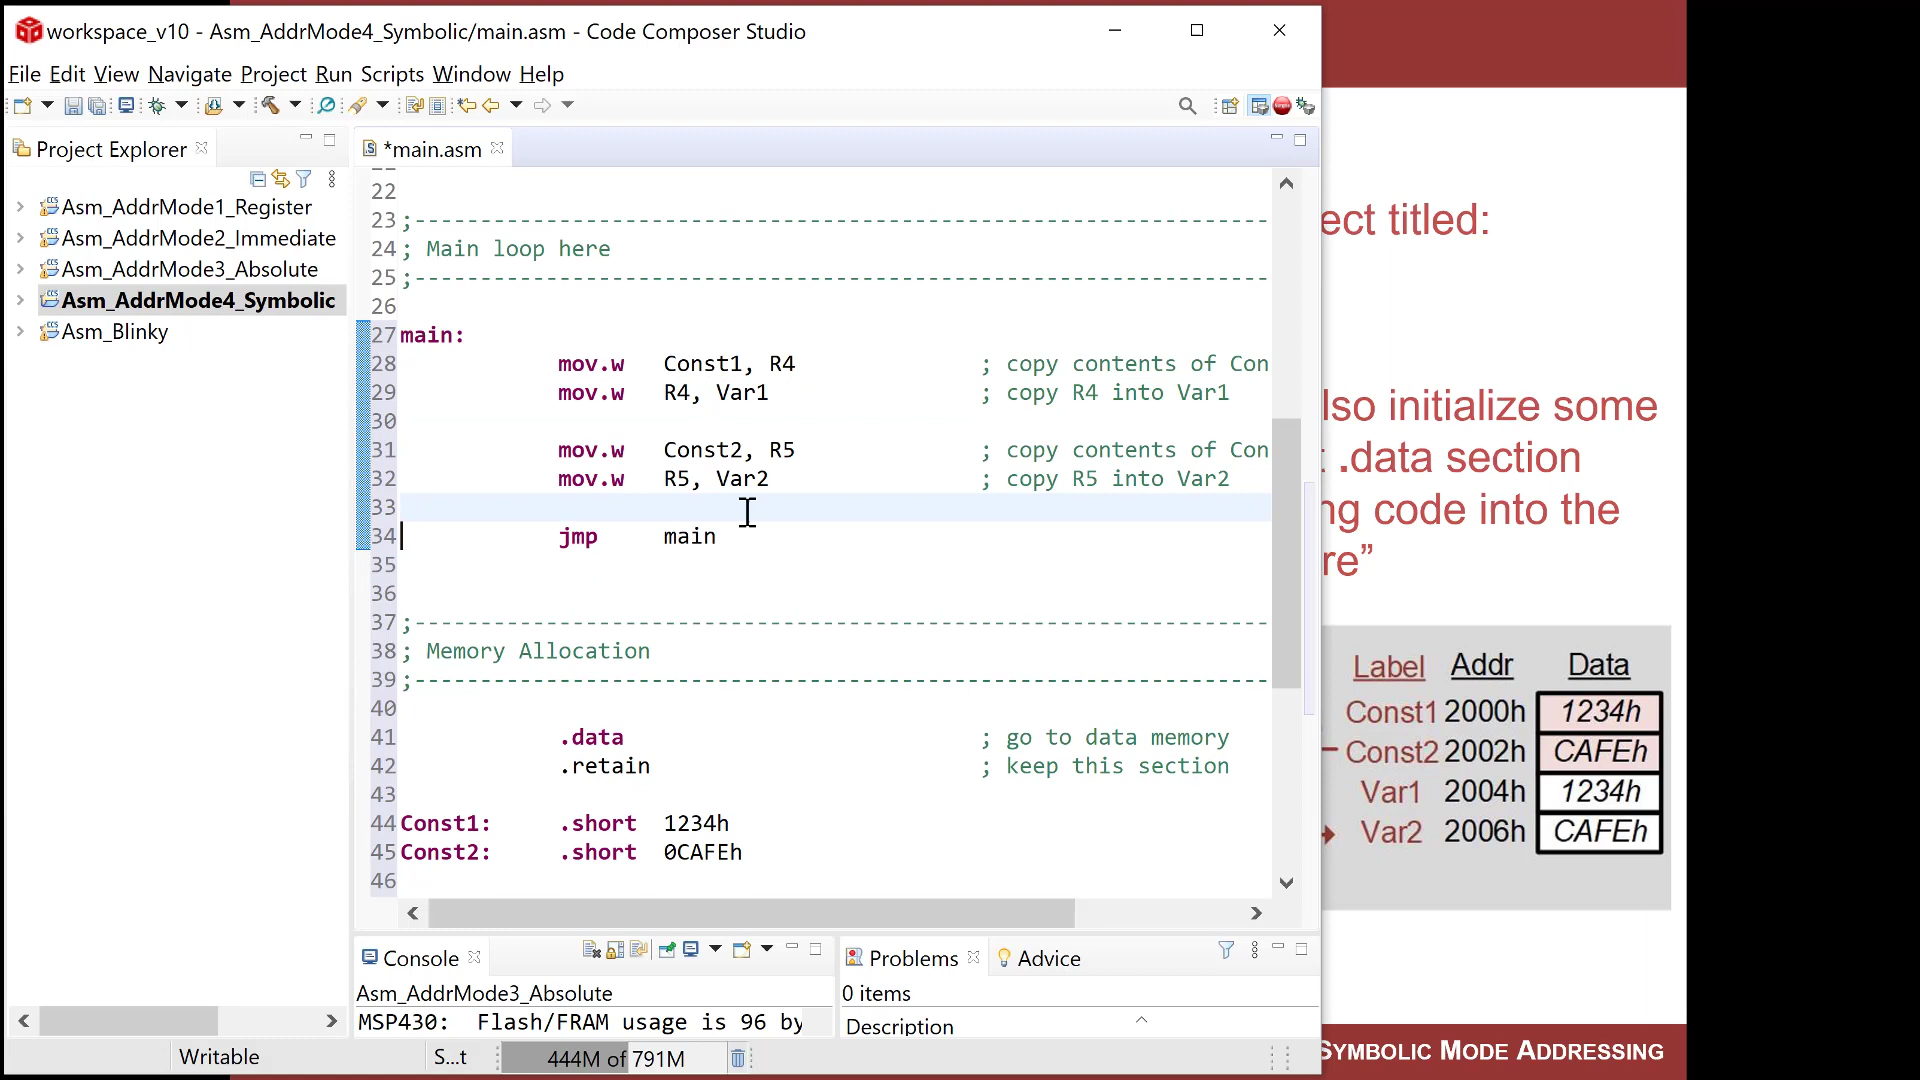 workspace_v10 - Asm_AddrMode4_Symbolic/main.asm - Code Composer Studio
File Edit View Navigate Project Run Scripts Window Help
Project Explorer
Asm_AddrMode1_Register
Asm_AddrMode2_Immediate
Asm_AddrMode3_Absolute
Asm_AddrMode4_Symbolic
Asm_Blinky
*main.asm
22
23 ;-----------------------------------------------------------------
24 ; Main loop here
25 ;-----------------------------------------------------------------
26
27 main:
28 mov.w Const1, R4 ; copy contents of Con
29 mov.w R4, Var1 ; copy R4 into Var1
30
31 mov.w Const2, R5 ; copy contents of Con
32 mov.w R5, Var2 ; copy R5 into Var2
33
34 jmp main
35
36
37 ;-----------------------------------------------------------------
38 ; Memory Allocation
39 ;-----------------------------------------------------------------
40
41 .data ; go to data memory
42 .retain ; keep this section
43
44 Const1: .short 1234h
45 Const2: .short 0CAFEh
46
Console
Asm_AddrMode3_Absolute
MSP430: Flash/FRAM usage is 96 by
Problems
Advice
0 items
Description
Writable
S...t
444M of 791M
ect titled:
lso initialize some
.data section
ng code into the
re”
Label Addr Data
Const1 2000h 1234h
Const2 2002h CAFEh
Var1 2004h 1234h
Var2 2006h CAFEh
SYMBOLIC MODE ADDRESSING